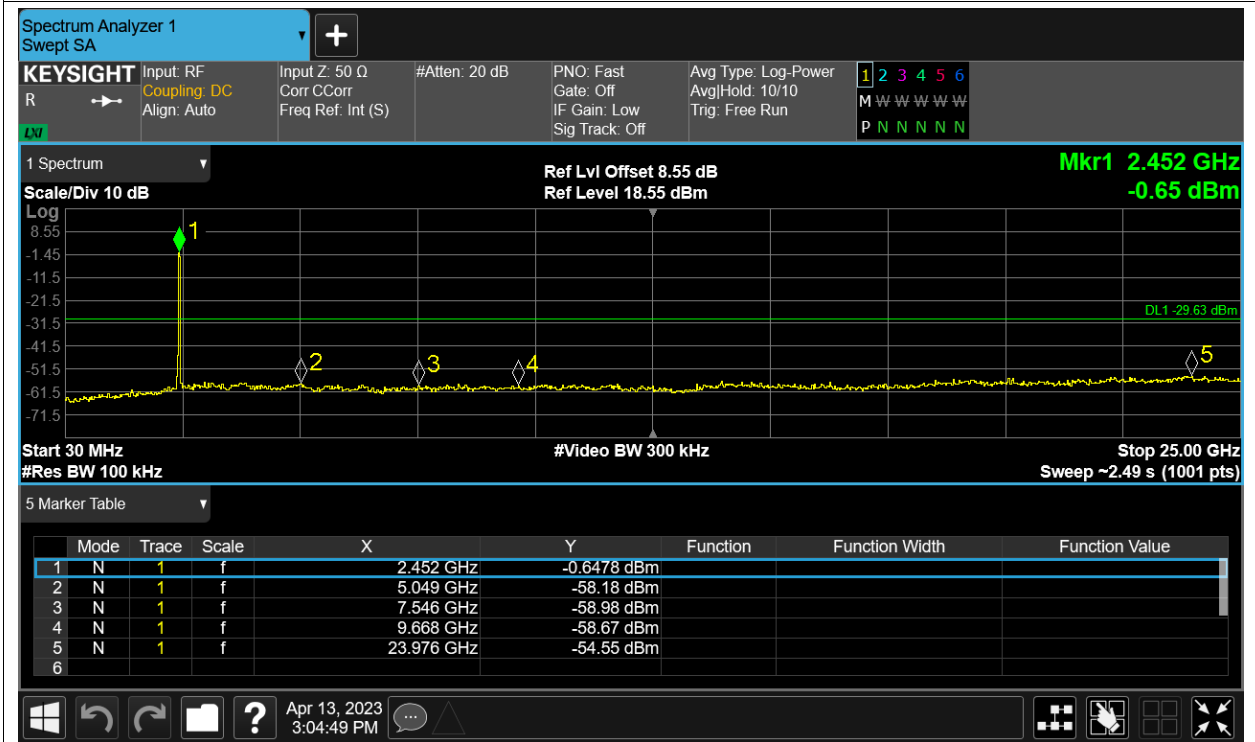 Spectrum Analyzer 1
Swept SA
KEYSIGHT
R
LXI
Input: RF
Coupling: DC
Align: Auto
Input Z: 50 Ω
Corr CCorr
Freq Ref: Int (S)
#Atten: 20 dB
PNO: Fast
Gate: Off
IF Gain: Low
Sig Track: Off
Avg Type: Log-Power
Avg|Hold: 10/10
Trig: Free Run
1 2 3 4 5 6
M W W W W W
P N N N N N
1 Spectrum
Scale/Div 10 dB
Ref Lvl Offset 8.55 dB
Ref Level 18.55 dBm
Mkr1 2.452 GHz
-0.65 dBm
Log
8.55
-1.45
-11.5
-21.5
-31.5
-41.5
-51.5
-61.5
-71.5
1
2
3
4
5
DL1 -29.63 dBm
Start 30 MHz
#Video BW 300 kHz
Stop 25.00 GHz
#Res BW 100 kHz
Sweep ~2.49 s (1001 pts)
5 Marker Table
Mode Trace Scale X Y Function Function Width Function Value
1 N 1 f 2.452 GHz -0.6478 dBm
2 N 1 f 5.049 GHz -58.18 dBm
3 N 1 f 7.546 GHz -58.98 dBm
4 N 1 f 9.668 GHz -58.67 dBm
5 N 1 f 23.976 GHz -54.55 dBm
6
?
Apr 13, 2023
3:04:49 PM